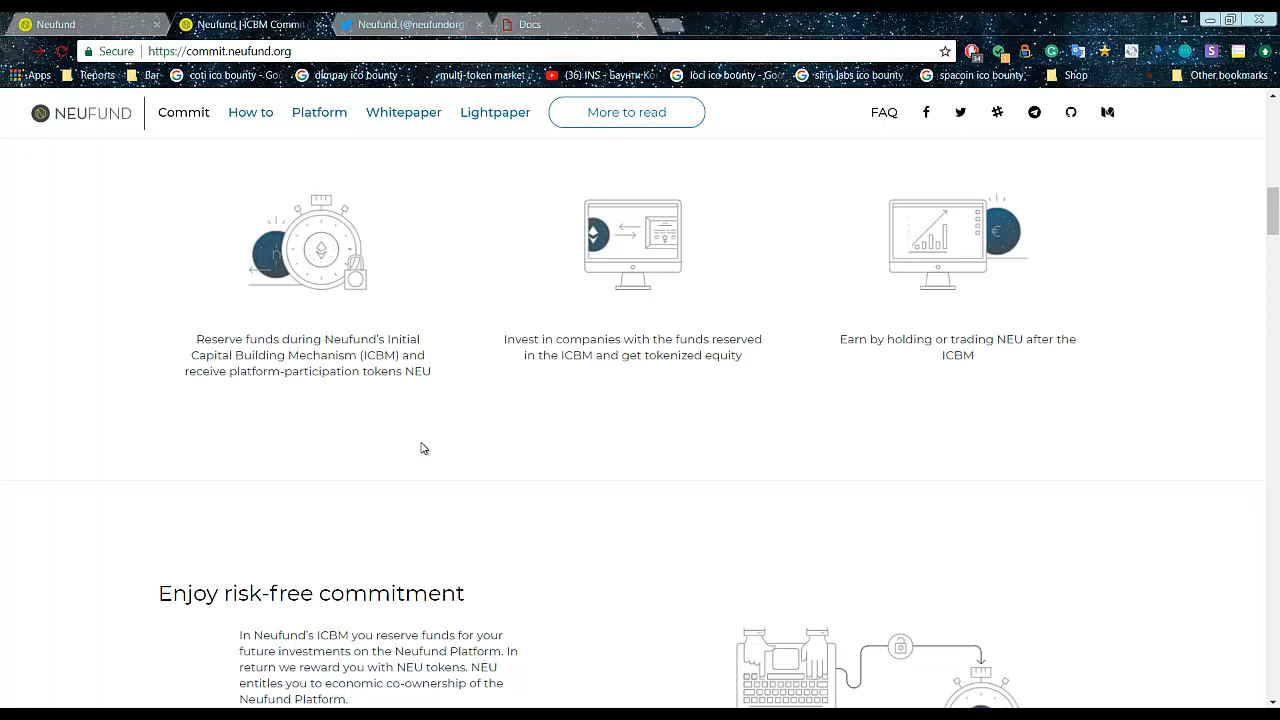 Neufund
Neufund | ICBM Commit
Neufund (@neufundorg
Docs
Secure
https://commit.neufund.org
Apps
Reports
coti ico bounty - Go
dimpay ico bounty
multi-token market
loci ico bounty - Go
sirin labs ico bounty
spacoin ico bounty
Shop
Other bookmarks
NEUFUND
Commit
How to
Platform
Whitepaper
Lightpaper
More to read
FAQ
Reserve funds during Neufund's Initial
Capital Building Mechanism (ICBM) and
receive platform-participation tokens NEU
Invest in companies with the funds reserved
in the ICBM and get tokenized equity
Earn by holding or trading NEU after the
ICBM
Enjoy risk-free commitment
In Neufund's ICBM you reserve funds for your
future investments on the Neufund Platform. In
return we reward you with NEU tokens. NEU
entitles you to economic co-ownership of the
Neufund Platform.